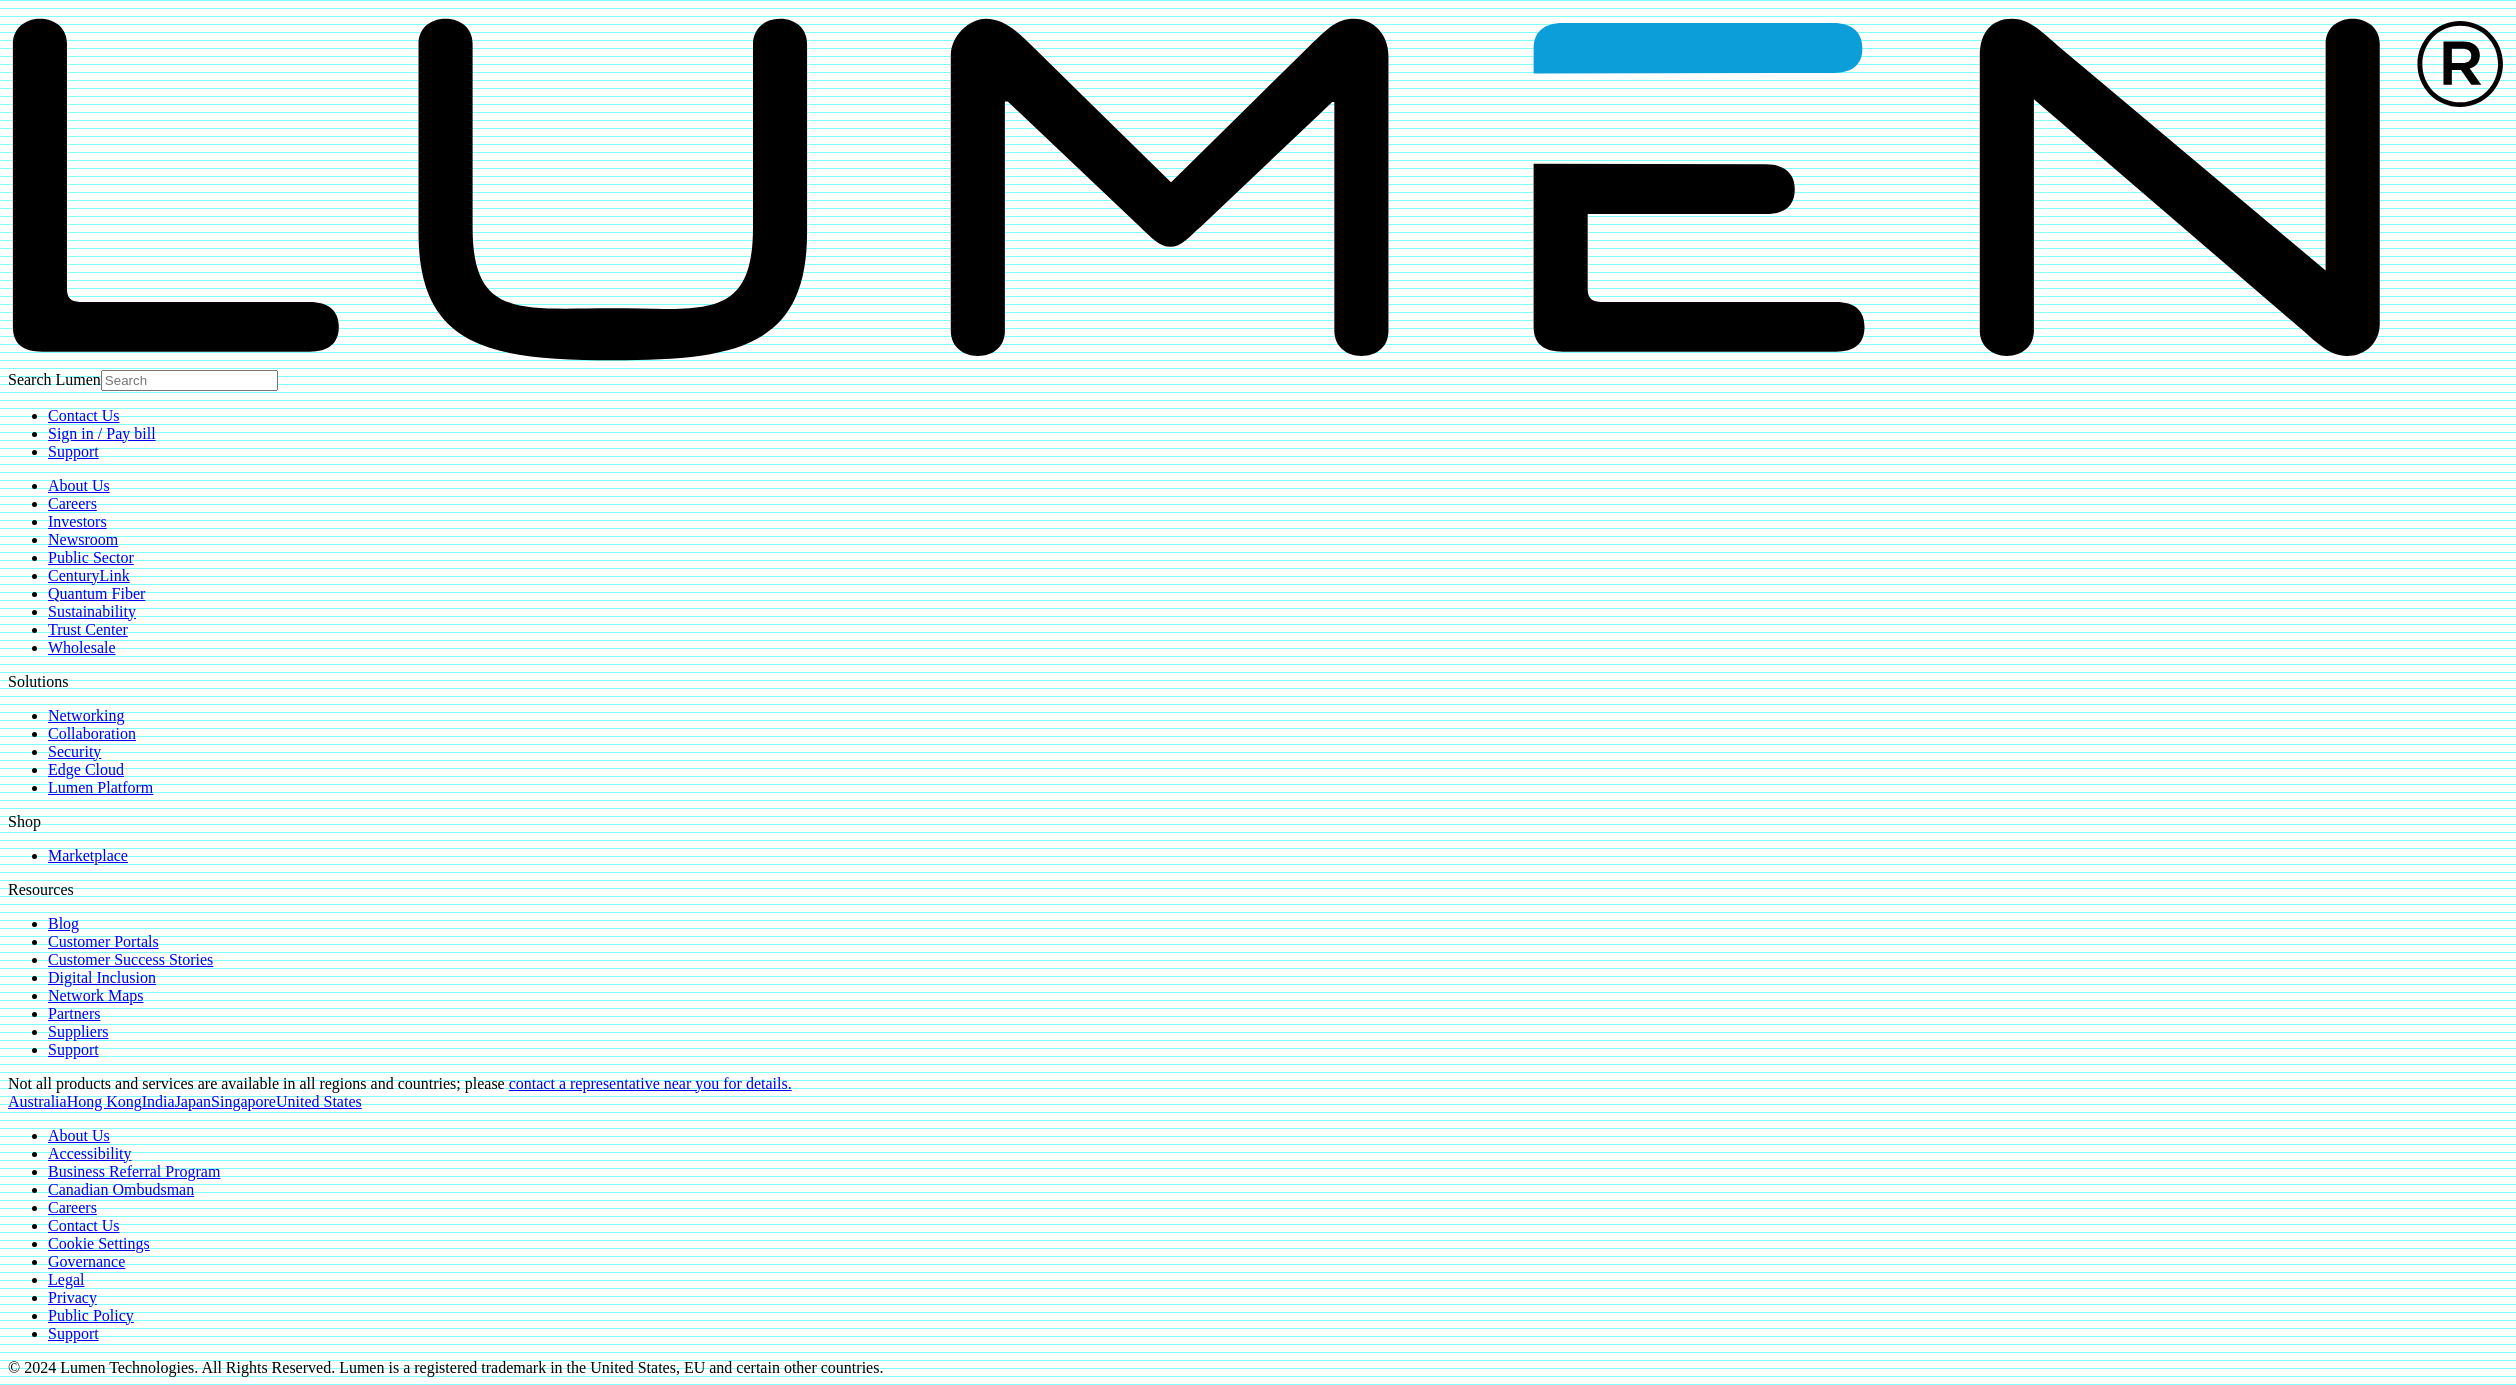 LUMEN®
Search Lumen Search
Contact Us
Sign in / Pay bill
Support
About Us
Careers
Investors
Newsroom
Public Sector
CenturyLink
Quantum Fiber
Sustainability
Trust Center
Wholesale
Solutions
Networking
Collaboration
Security
Edge Cloud
Lumen Platform
Shop
Marketplace
Resources
Blog
Customer Portals
Customer Success Stories
Digital Inclusion
Network Maps
Partners
Suppliers
Support
Not all products and services are available in all regions and countries; please contact a representative near you for details.
AustraliaHong KongIndiaJapanSingaporeUnited States
About Us
Accessibility
Business Referral Program
Canadian Ombudsman
Careers
Contact Us
Cookie Settings
Governance
Legal
Privacy
Public Policy
Support
© 2024 Lumen Technologies. All Rights Reserved. Lumen is a registered trademark in the United States, EU and certain other countries.